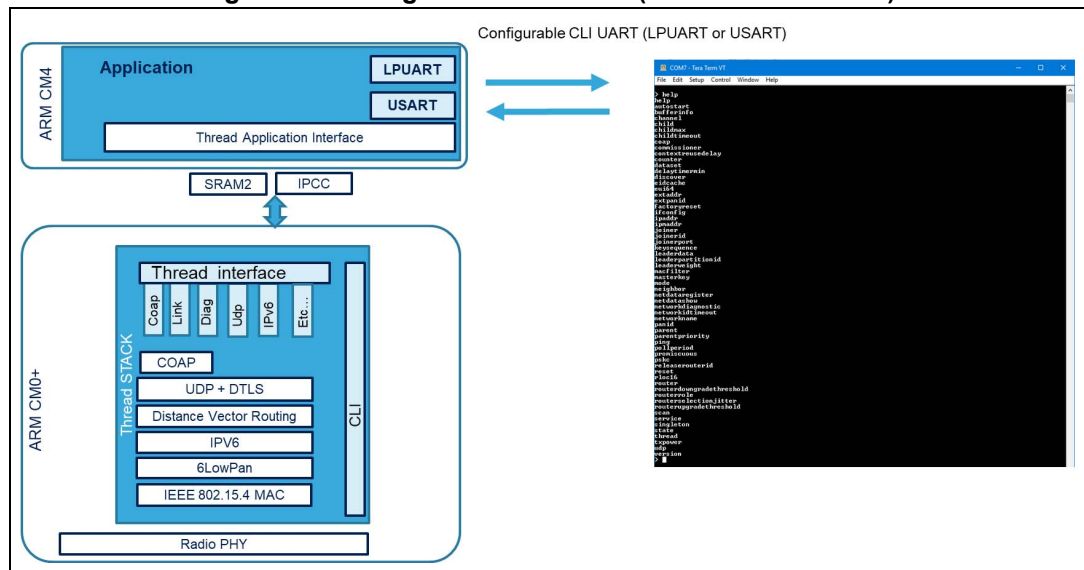 Configurable CLI UART (LPUART or USART)
ARM CM4
Application
LPUART
USART
Thread Application Interface
SRAM2
IPCC
ARM CM0+
Thread STACK
Thread interface
Coap
Link
Diag
Udp
IPv6
Etc...
COAP
UDP + DTLS
Distance Vector Routing
IPV6
6LowPan
IEEE 802.15.4 MAC
CLI
Radio PHY
COM7 - Tera Term VT
File Edit Setup Control Window Help
> help
help
autostart
bufferinfo
channel
child
childmax
childtimeout
coap
commissioner
contextreusedelay
counter
dataset
delaytimermin
discover
eidcache
eui64
extaddr
extpanid
factoryreset
ifconfig
ipaddr
ipmaddr
joiner
joinerid
joinerport
keysequence
leaderdata
leaderpartitionid
leaderweight
macfilter
masterkey
mode
neighbor
netdataregister
netdatashow
networkdiagnostic
networkidtimeout
networkname
panid
parent
parentpriority
ping
pollperiod
promiscuous
pskc
releaserouterid
reset
rloc16
router
routerdowngradethreshold
routerrole
routerselectionjitter
routerupgradethreshold
scan
service
singleton
state
thread
txpower
udp
version
>